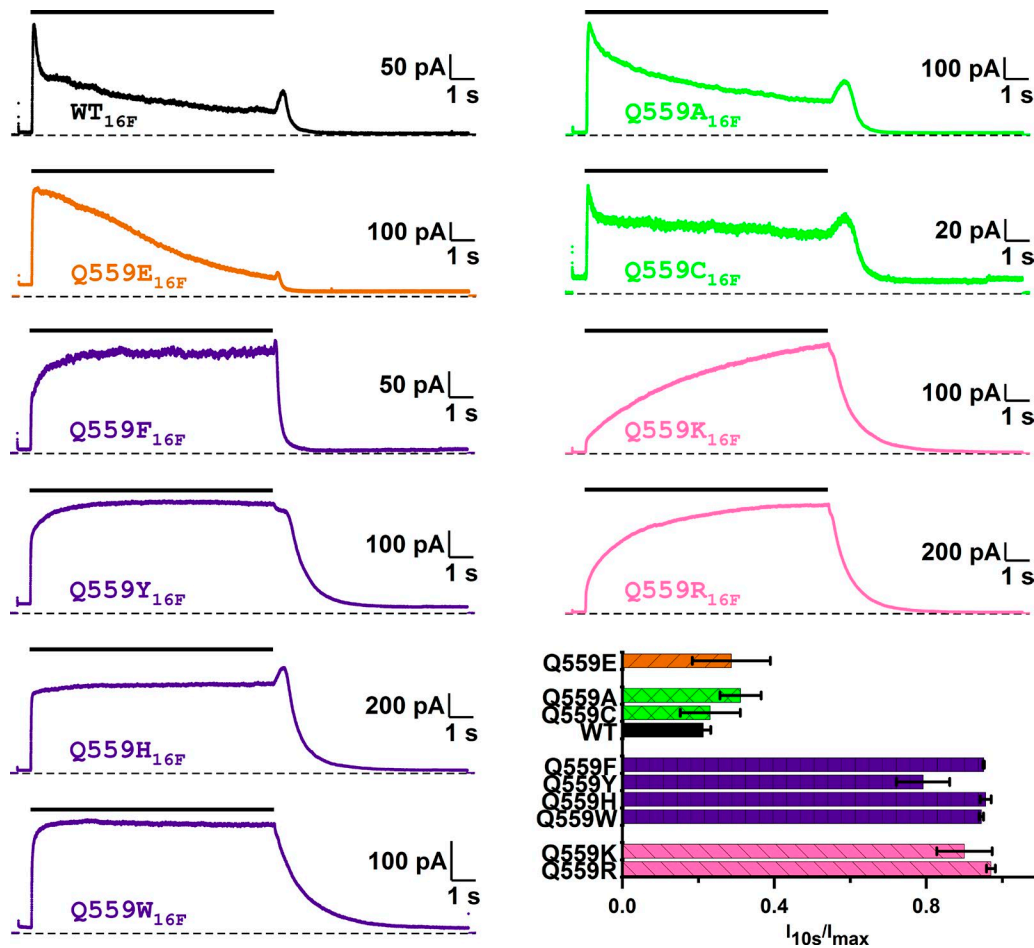 50 pA
1 s
WT16F
100 pA
1 s
Q559A16F
100 pA
1 s
Q559E16F
20 pA
1 s
Q559C16F
50 pA
1 s
Q559F16F
100 pA
1 s
Q559K16F
100 pA
1 s
Q559Y16F
200 pA
1 s
Q559R16F
200 pA
1 s
Q559H16F
100 pA
1 s
Q559W16F
Q559E
Q559A
Q559C
WT
Q559F
Q559Y
Q559H
Q559W
Q559K
Q559R
0.0 0.4 0.8
I10s/Imax